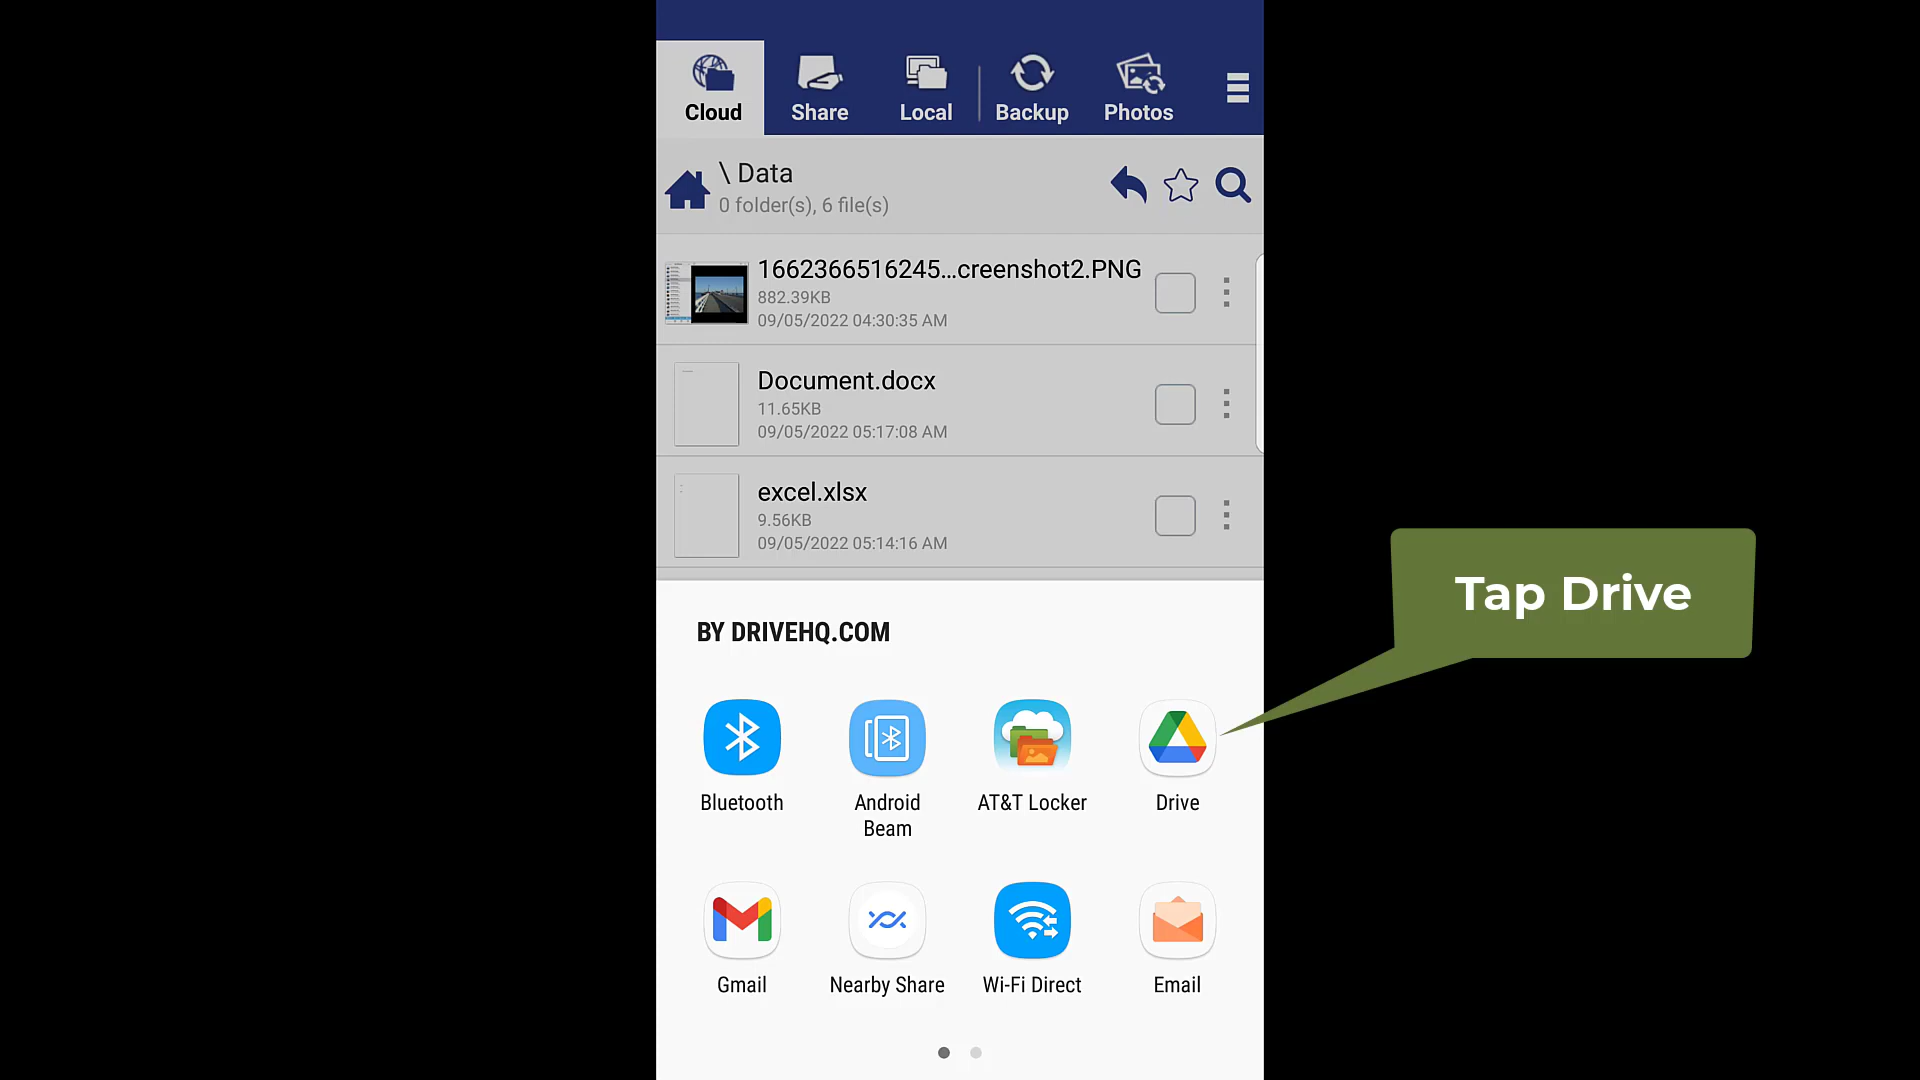 Cloud
Share
Local
Backup
Photos
\ Data
0 folder(s), 6 file(s)
1662366516245...creenshot2.PNG
882.39KB
09/05/2022 04:30:35 AM
Document.docx
11.65KB
09/05/2022 05:17:08 AM
excel.xlsx
9.56KB
09/05/2022 05:14:16 AM
Tap Drive
BY DRIVEHQ.COM
Bluetooth
Android
Beam
AT&T Locker
Drive
Gmail
Nearby Share
Wi-Fi Direct
Email